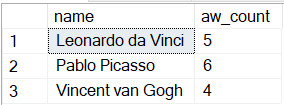 name aw_count
1 Leonardo da Vinci 5
2 Pablo Picasso 6
3 Vincent van Gogh 4